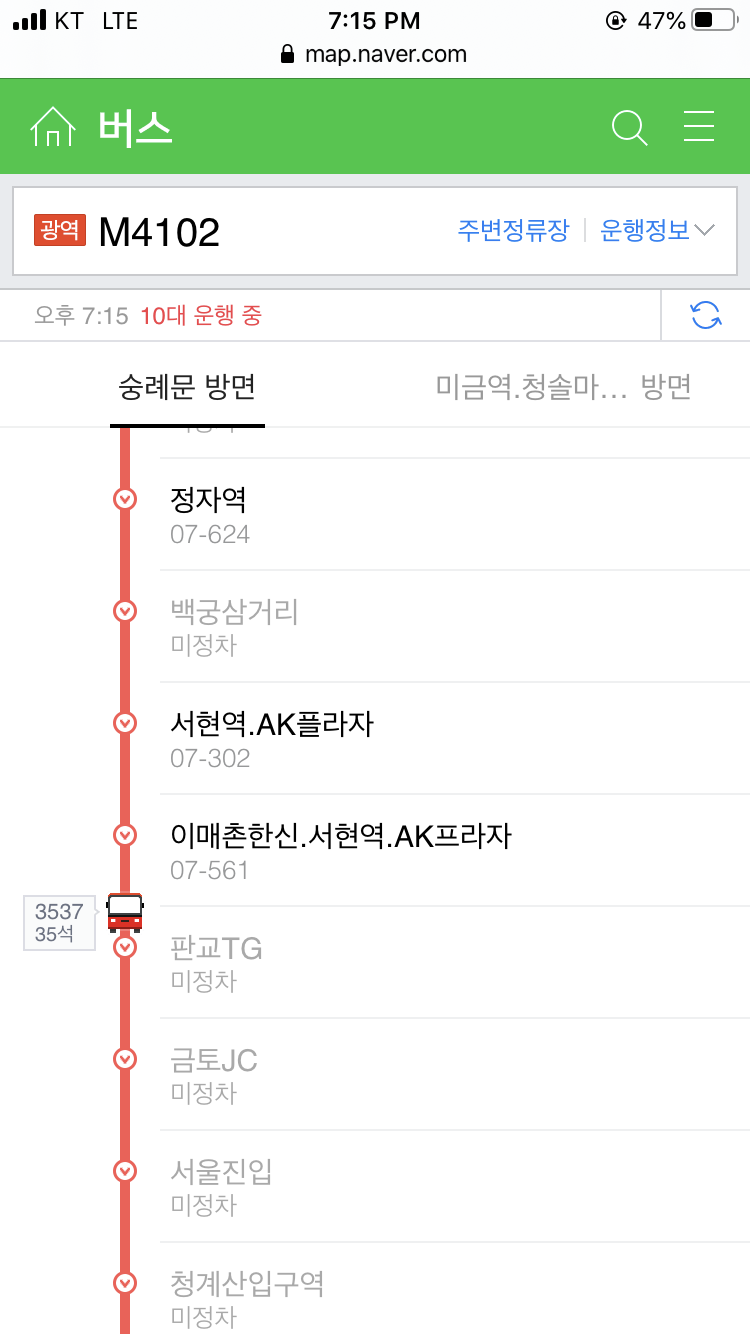 KT LTE 7:15 PM 47%
map.naver.com
버스
광역 M4102 주변정류장 운행정보
오후 7:15 10대 운행 중
숭례문 방면 미금역.청솔마... 방면
정자역
07-624
백궁삼거리
미정차
서현역.AK플라자
07-302
이매촌한신.서현역.AK프라자
07-561
3537
35석
판교TG
미정차
금토JC
미정차
서울진입
미정차
청계산입구역
미정차